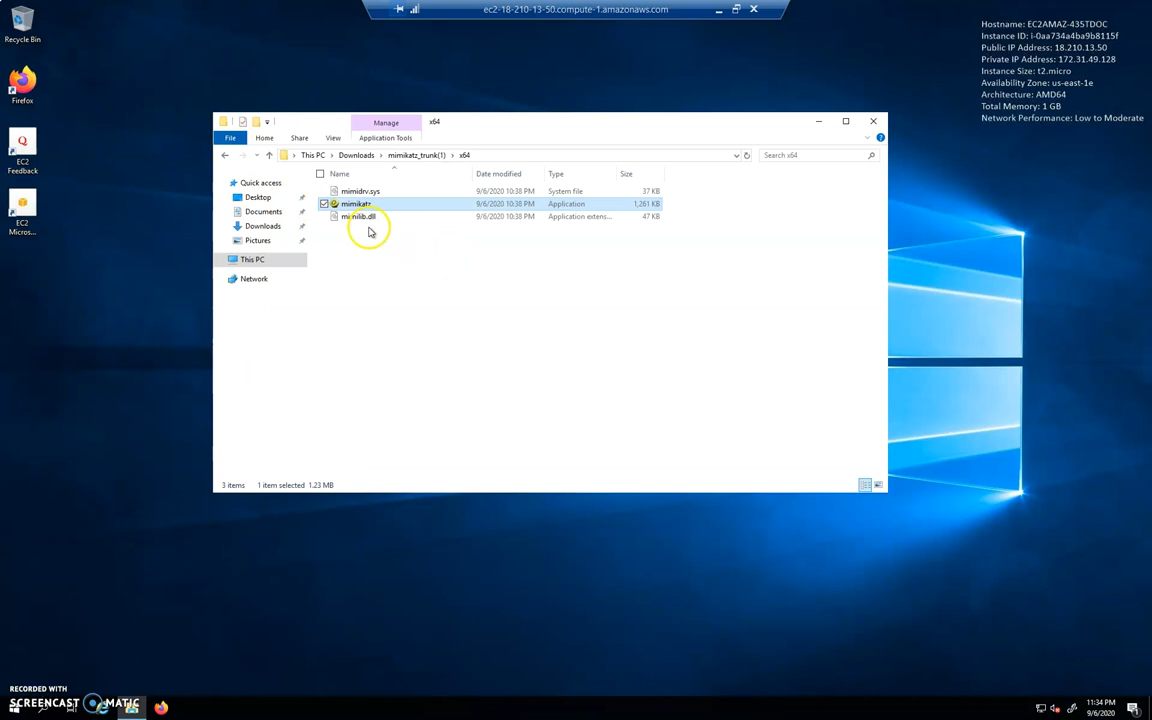 ec2-18-210-13-50.compute-1.amazonaws.com
Recycle Bin
Firefox
EC2
Feedback
EC2
Micros...
Hostname: EC2AMAZ-435TDOC
Instance ID: i-0aa734a4ba9b8115f
Public IP Address: 18.210.13.50
Private IP Address: 172.31.49.128
Instance Size: t2.micro
Availability Zone: us-east-1e
Architecture: AMD64
Total Memory: 1 GB
Network Performance: Low to Moderate
Manage
x64
File
Home
Share
View
Application Tools
This PC
Downloads
mimikatz_trunk(1)
x64
Search x64
Name
Date modified
Type
Size
mimidrv.sys 9/6/2020 10:38 PM System file 37 KB
mimikatz 9/6/2020 10:38 PM Application 1,261 KB
mimilib.dll 9/6/2020 10:38 PM Application extens... 47 KB
Quick access
Desktop
Documents
Downloads
Pictures
This PC
Network
3 items
1 item selected 1.23 MB
RECORDED WITH
SCREENCAST MATIC
11:34 PM
9/6/2020